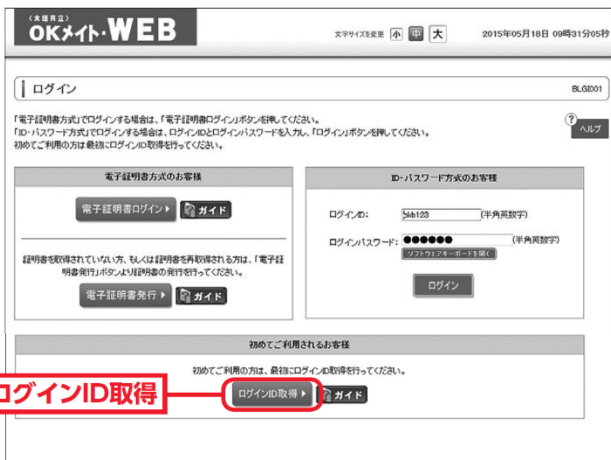 〈大垣共立〉
OKメイト・WEB
文字サイズを変更 小 中 大
2015年05月18日 09時31分05秒
ログイン
BLGI001
「電子証明書方式」でログインする場合は、「電子証明書ログイン」ボタンを押してください。
「ID・パスワード方式」でログインする場合は、ログインIDとログインパスワードを入力し、「ログイン」ボタンを押してください。
初めてご利用の方は最初にログインID取得を行ってください。
? ヘルプ
電子証明書方式のお客様
電子証明書ログイン
ガイド
証明書を取得されていない方、もしくは証明書を再取得される方は、「電子証
明書発行」ボタンより証明書の発行を行ってください。
電子証明書発行
ガイド
ID・パスワード方式のお客様
ログインID:
(半角英数字)
ログインパスワード: ●●●●●●
(半角英数字)
ソフトウェアキーボードを開く
ログイン
初めてご利用されるお客様
初めてご利用の方は、最初にログインID取得を行ってください。
ログインID取得
ログインID取得
ガイド